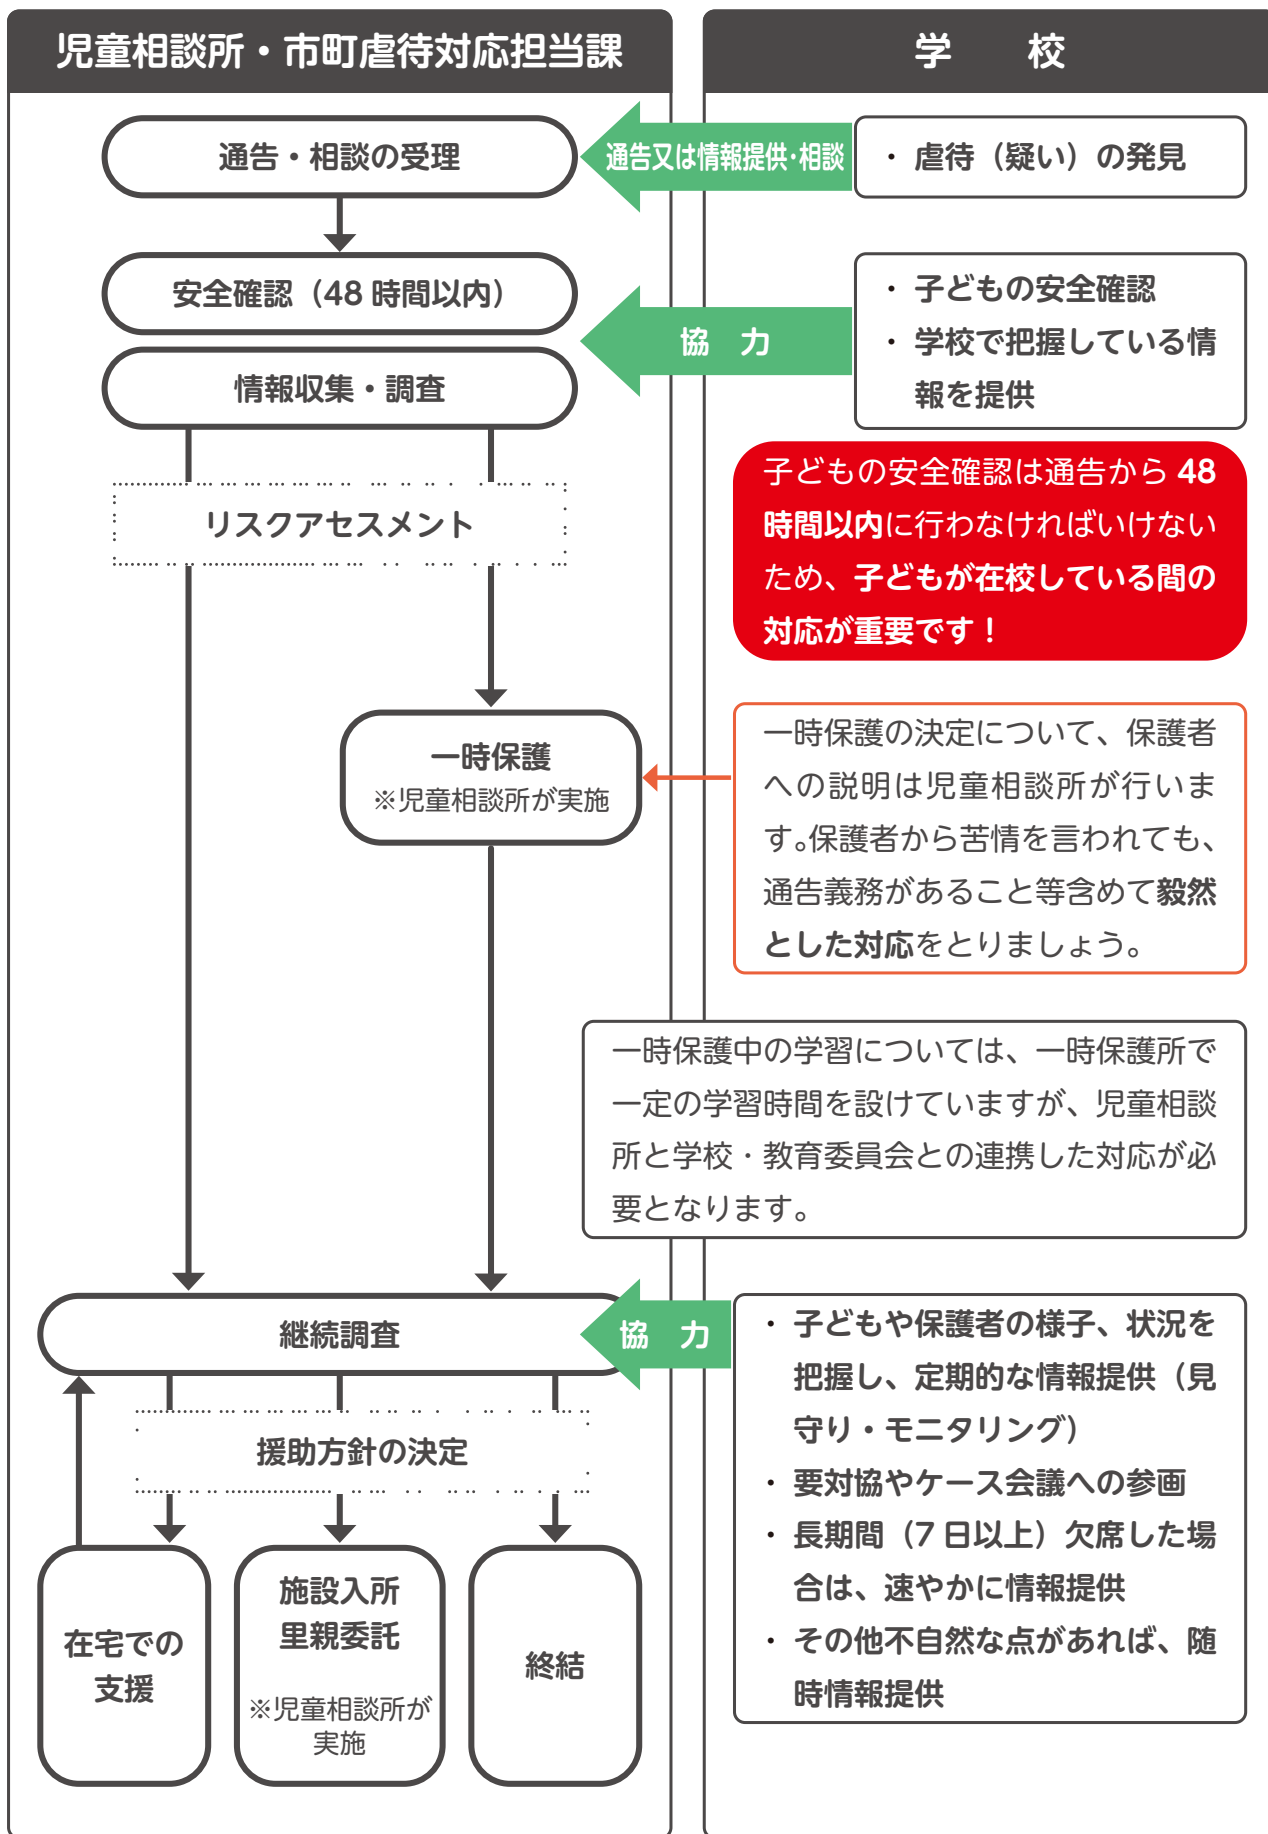 児童相談所・市町虐待対応担当課
学　校
通告・相談の受理
通告又は情報提供・相談
・ 虐待（疑い）の発見
安全確認（48 時間以内）
情報収集・調査
協　力
・ 子どもの安全確認
・ 学校で把握している情
報を提供
リスクアセスメント
子どもの安全確認は通告から 48
時間以内に行わなければいけない
ため、子どもが在校している間の
対応が重要です！
一時保護
※児童相談所が実施
一時保護の決定について、保護者
への説明は児童相談所が行いま
す。保護者から苦情を言われても、
通告義務があること等含めて毅然
とした対応をとりましょう。
一時保護中の学習については、一時保護所で
一定の学習時間を設けていますが、児童相談
所と学校・教育委員会との連携した対応が必
要となります。
継続調査
協　力
・ 子どもや保護者の様子、状況を
把握し、定期的な情報提供（見
守り・モニタリング）
・ 要対協やケース会議への参画
・ 長期間（7 日以上）欠席した場
合は、速やかに情報提供
・ その他不自然な点があれば、随
時情報提供
援助方針の決定
在宅での
支援
施設入所
里親委託
※児童相談所が
実施
終結